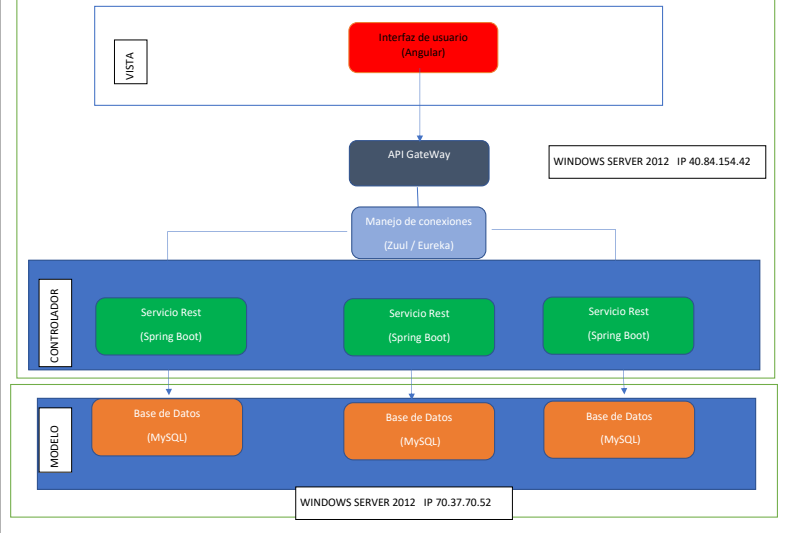 Interfaz de usuario
(Angular)
VISTA
API GateWay
WINDOWS SERVER 2012 IP 40.84.154.42
Manejo de conexiones
(Zuul / Eureka)
CONTROLADOR
Servicio Rest
(Spring Boot)
Servicio Rest
(Spring Boot)
Servicio Rest
(Spring Boot)
MODELO
Base de Datos
(MySQL)
Base de Datos
(MySQL)
Base de Datos
(MySQL)
WINDOWS SERVER 2012 IP 70.37.70.52